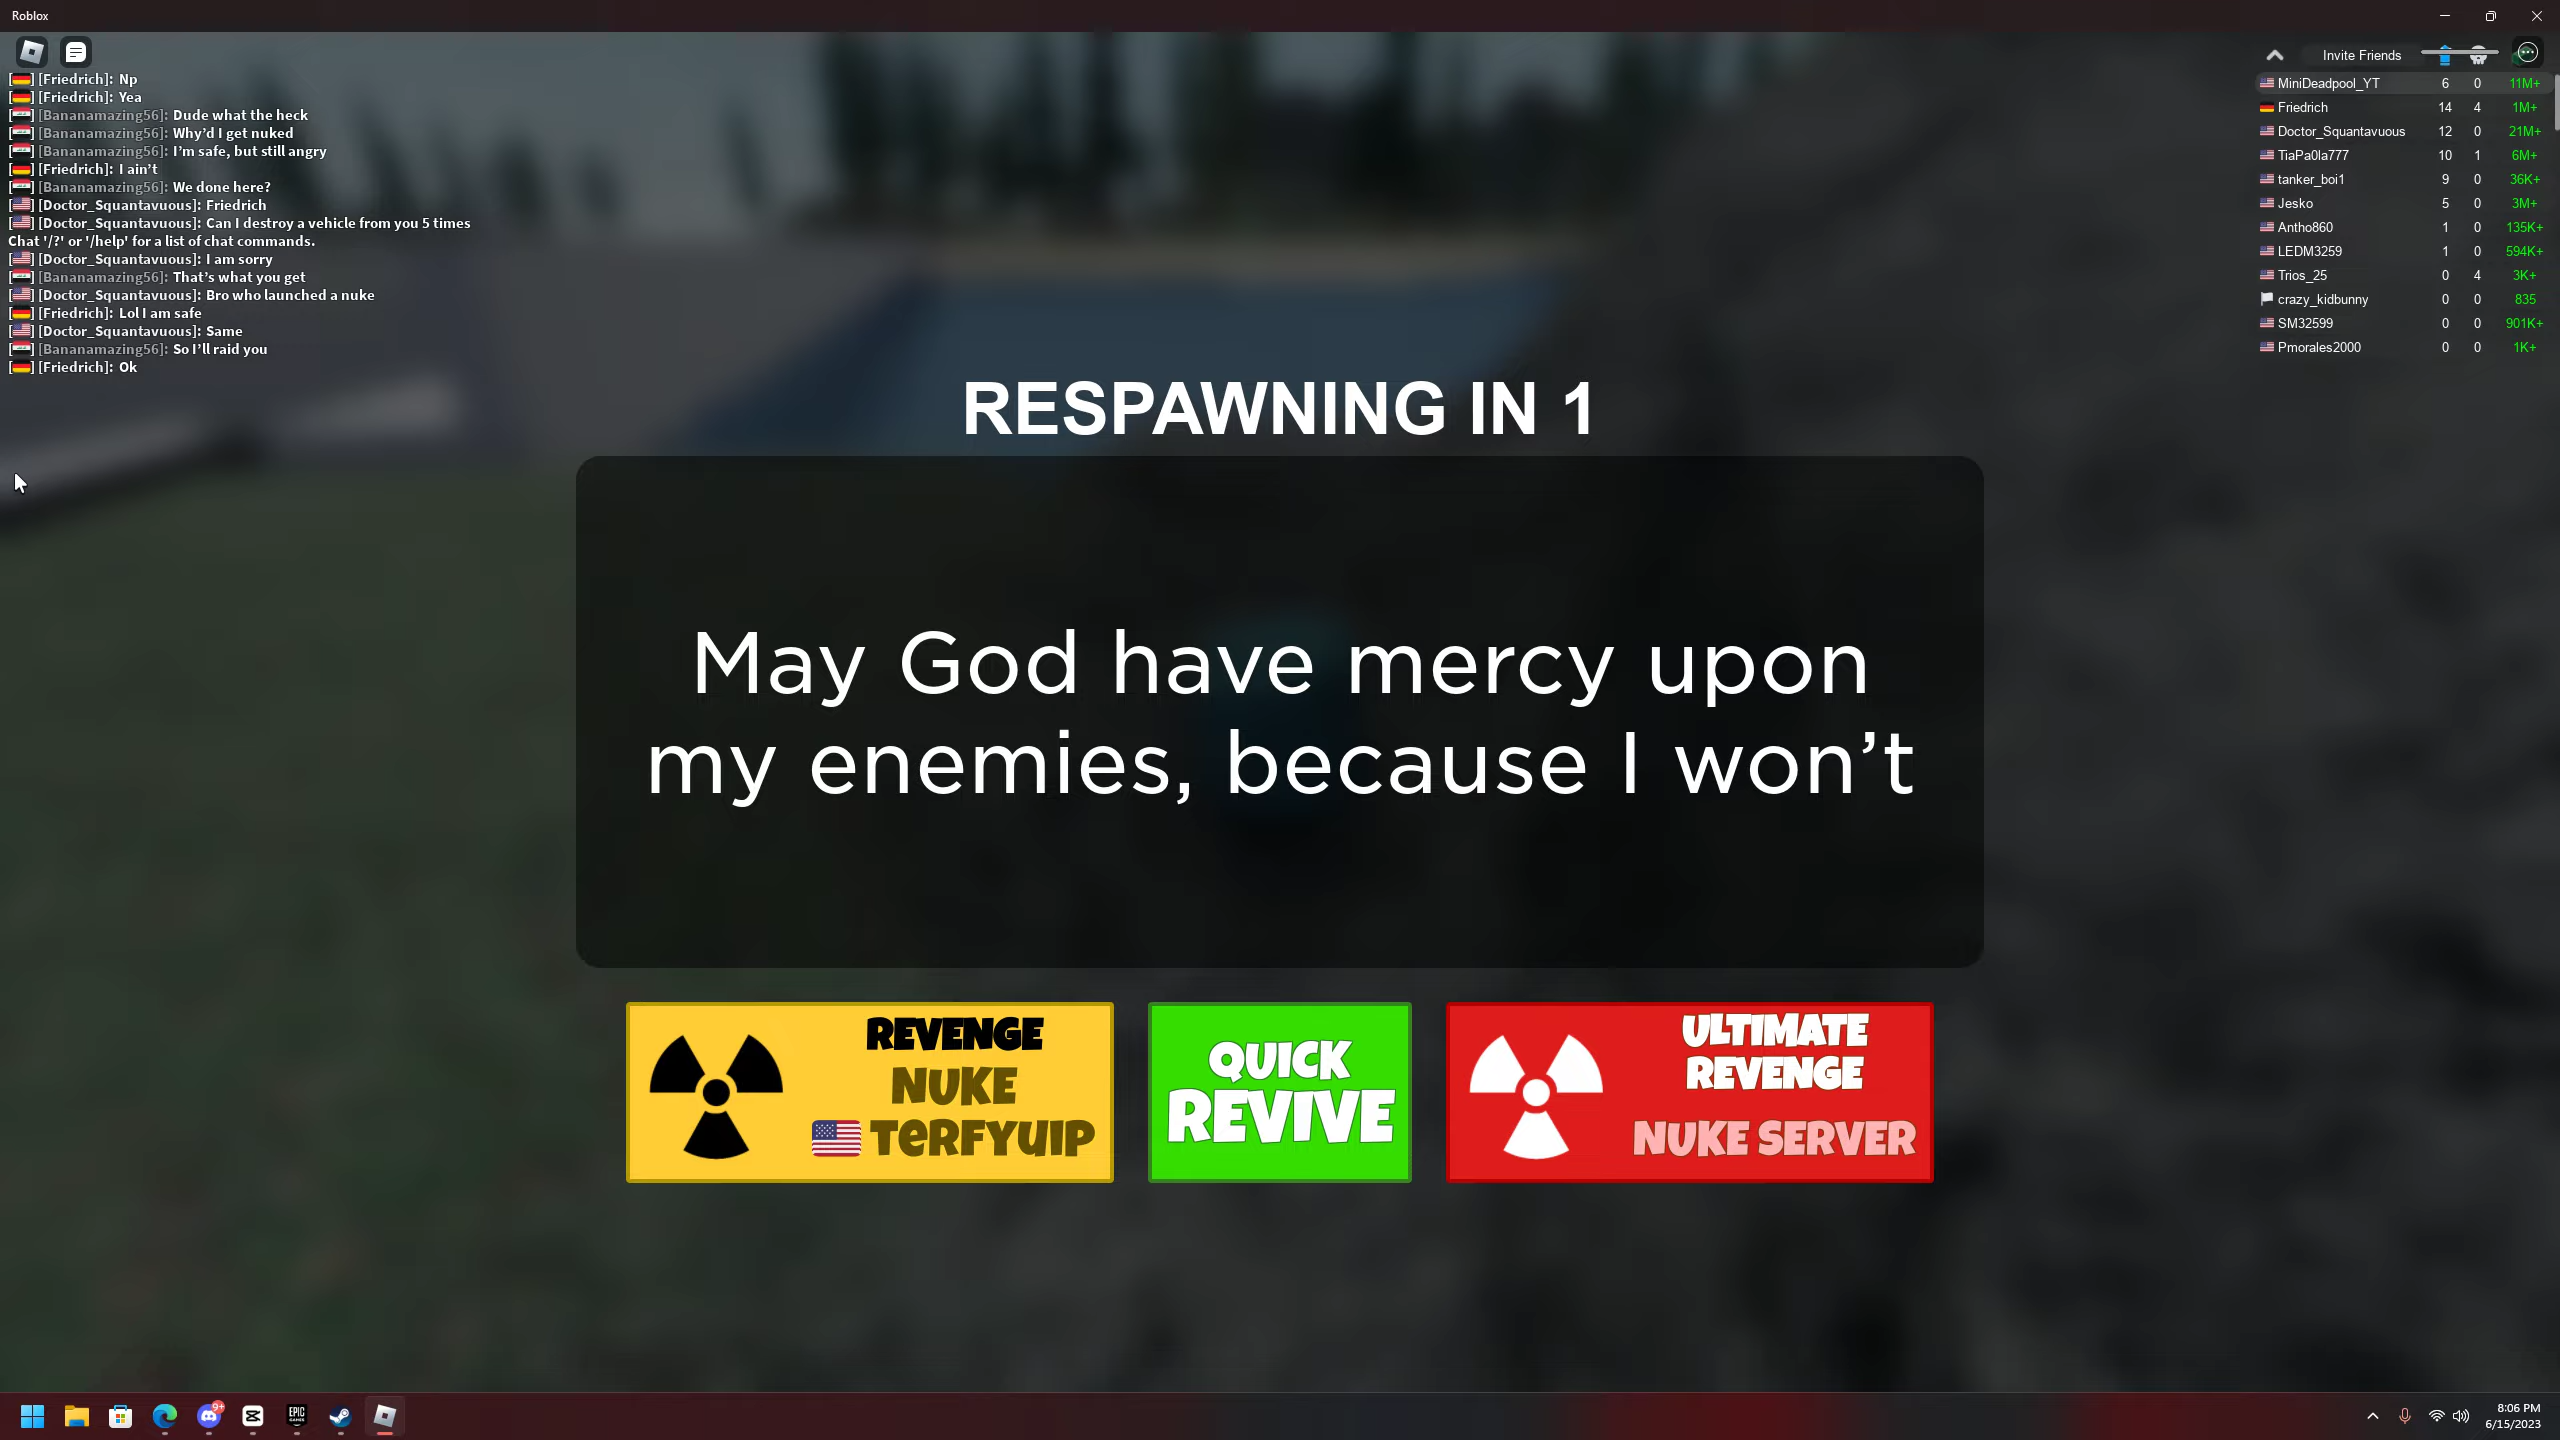 Roblox
[Friedrich]: Np
[Friedrich]: Yea
[Bananamazing56]: Dude what the heck
[Bananamazing56]: Why’d I get nuked
[Bananamazing56]: I’m safe, but still angry
[Friedrich]: I ain’t
[Bananamazing56]: We done here?
[Doctor_Squantavuous]: Friedrich
[Doctor_Squantavuous]: Can I destroy a vehicle from you 5 times
Chat '/?' or '/help' for a list of chat commands.
[Doctor_Squantavuous]: I am sorry
[Bananamazing56]: That’s what you get
[Doctor_Squantavuous]: Bro who launched a nuke
[Friedrich]: Lol I am safe
[Doctor_Squantavuous]: Same
[Bananamazing56]: So I’ll raid you
[Friedrich]: Ok
Invite Friends
MiniDeadpool_YT 6 0 11M+
Friedrich 14 4 1M+
Doctor_Squantavuous 12 0 21M+
TiaPa0la777 10 1 6M+
tanker_boi1 9 0 36K+
Jesko 5 0 3M+
Antho860 1 0 135K+
LEDM3259 1 0 594K+
Trios_25 0 4 3K+
crazy_kidbunny 0 0 835
SM32599 0 0 901K+
Pmorales2000 0 0 1K+
RESPAWNING IN 1
May God have mercy upon
my enemies, because I won’t
REVENGE
NUKE
TERFYUIP
QUICK
REVIVE
ULTIMATE
REVENGE
NUKE SERVER
9+
EPIC
GAMES
8:06 PM
6/15/2023